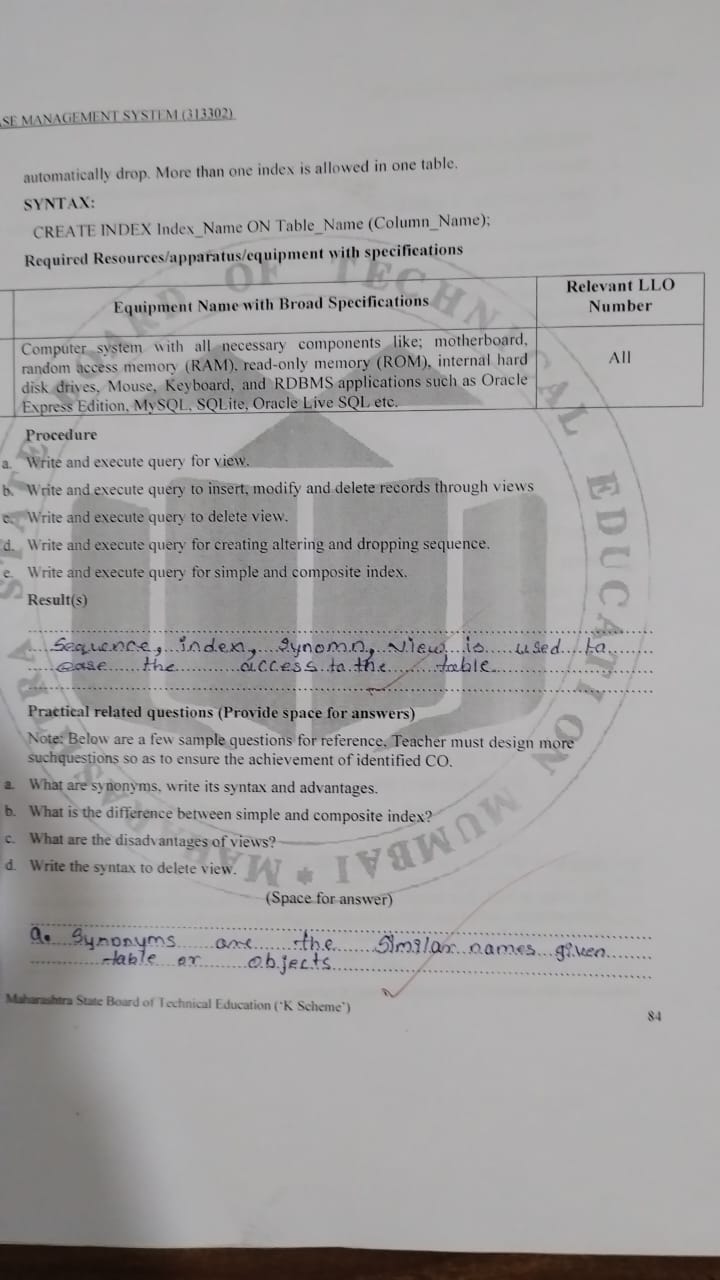 ASE MANAGEMENT SYSTEM (313302)
automatically drop. More than one index is allowed in one table.
SYNTAX:
CREATE INDEX Index_Name ON Table_Name (Column_Name);
Required Resources/apparatus/equipment with specifications
Equipment Name with Broad Specifications
Relevant LLO
Number
Computer system with all necessary components like; motherboard,
random access memory (RAM), read-only memory (ROM), internal hard
disk drives, Mouse, Keyboard, and RDBMS applications such as Oracle
Express Edition, MySQL, SQLite, Oracle Live SQL etc.
All
Procedure
a. Write and execute query for view.
b. Write and execute query to insert, modify and delete records through views
c. Write and execute query to delete view.
d. Write and execute query for creating altering and dropping sequence.
e. Write and execute query for simple and composite index.
Result(s)
Sequence, index, synomn, view is used to
ease the access to the table
Practical related questions (Provide space for answers)
Note: Below are a few sample questions for reference. Teacher must design more
suchquestions so as to ensure the achievement of identified CO.
a. What are synonyms, write its syntax and advantages.
b. What is the difference between simple and composite index?
c. What are the disadvantages of views?
d. Write the syntax to delete view.
(Space for answer)
a. Synonyms are the similar names given
table or objects
Maharashtra State Board of Technical Education ('K Scheme')
84
BOARD OF TECHNICAL EDUCATION MUMBAI * MAHARASHTRA STATE